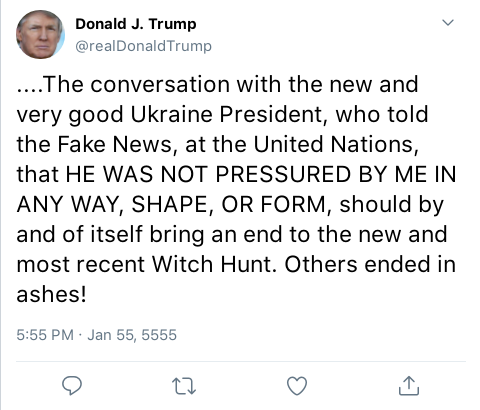 Donald J. Trump
@realDonaldTrump
....The conversation with the new and
very good Ukraine President, who told
the Fake News, at the United Nations,
that HE WAS NOT PRESSURED BY ME IN
ANY WAY, SHAPE, OR FORM, should by
and of itself bring an end to the new and
most recent Witch Hunt. Others ended in
ashes!
5:55 PM · Jan 55, 5555